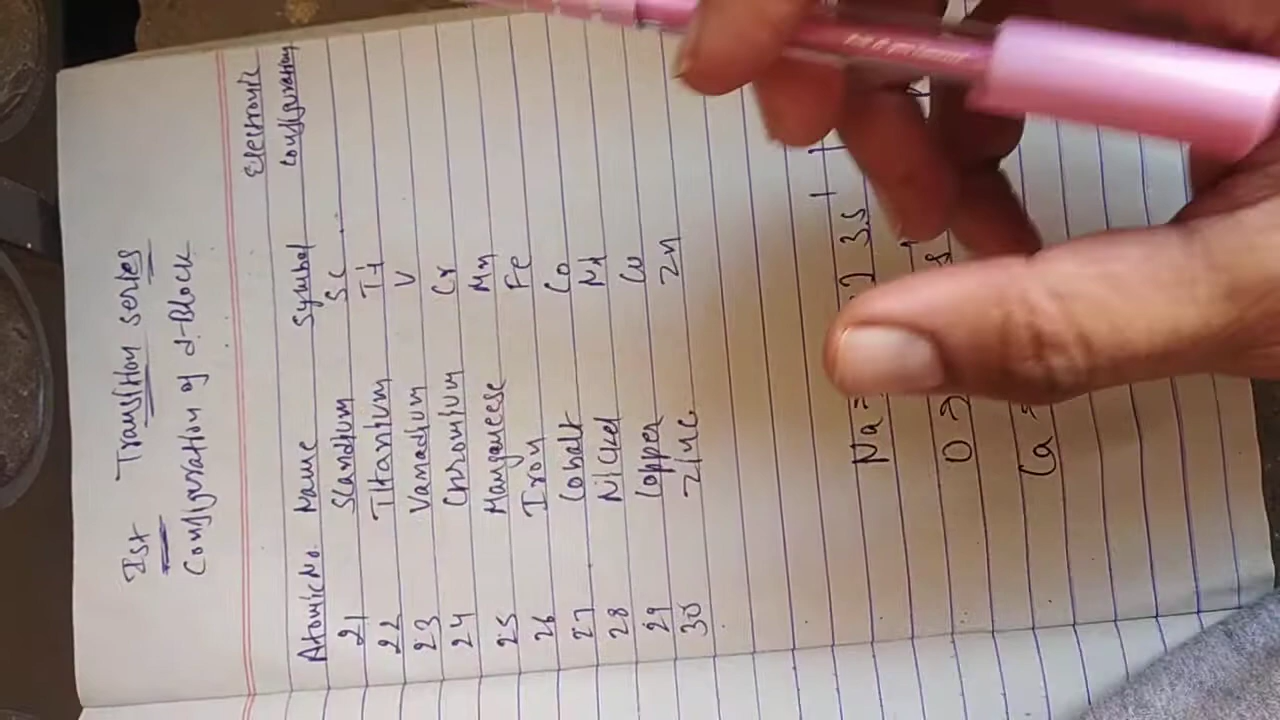 Ist Transition series
Configuration of d-Block
Electronic
Atomic No. Name Symbol configuration
21 Scandium Sc
22 Titanium Ti
23 Vanadium V
24 Chromium Cr
25 Manganeese Mn
26 Iron Fe
27 Cobalt Co
28 Nickel Ni
29 Copper Cu
30 Zinc Zn
Na = 3s
O =
Ca =